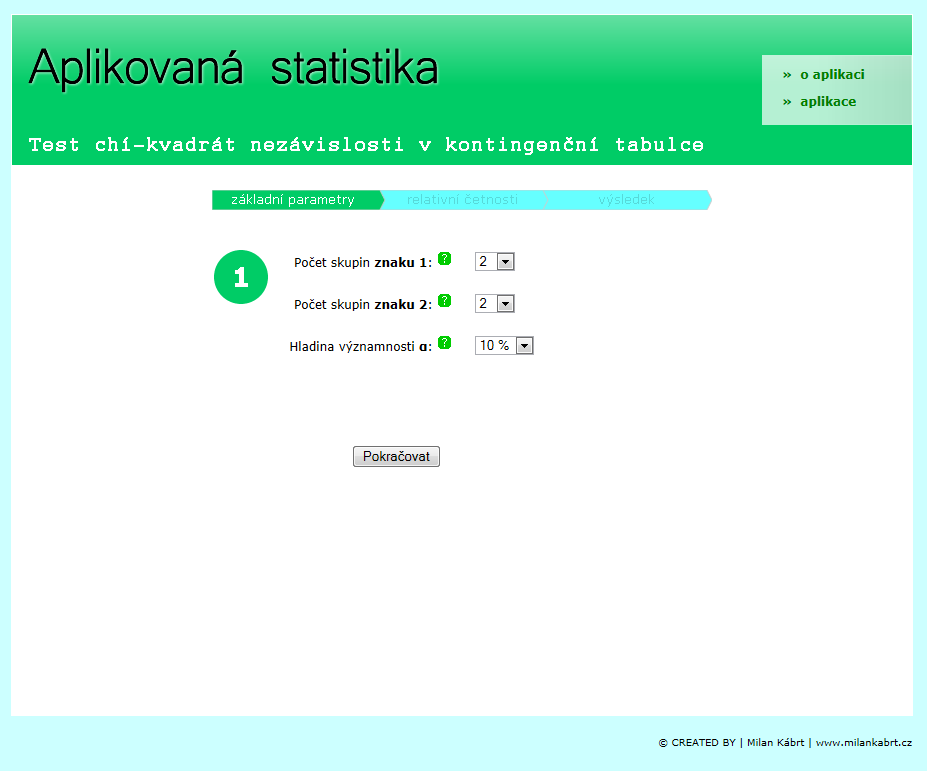 Aplikovaná statistika
» o aplikaci
» aplikace
Test chí-kvadrát nezávislosti v kontingenční tabulce
základní parametry relativní četnosti výsledek
1
Počet skupin znaku 1: ? 2
Počet skupin znaku 2: ? 2
Hladina významnosti α: ? 10 %
Pokračovat
© CREATED BY | Milan Kábrt | www.milankabrt.cz